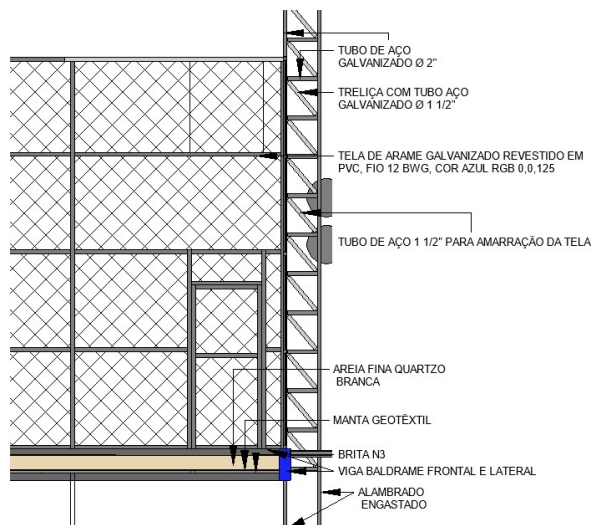 TUBO DE AÇO
GALVANIZADO Ø 2"
TRELIÇA COM TUBO AÇO
GALVANIZADO Ø 1 1/2"
TELA DE ARAME GALVANIZADO REVESTIDO EM
PVC, FIO 12 BWG, COR AZUL RGB 0,0,125
TUBO DE AÇO 1 1/2" PARA AMARRAÇÃO DA TELA
AREIA FINA QUARTZO
BRANCA
MANTA GEOTÊXTIL
BRITA N3
VIGA BALDRAME FRONTAL E LATERAL
ALAMBRADO
ENGASTADO